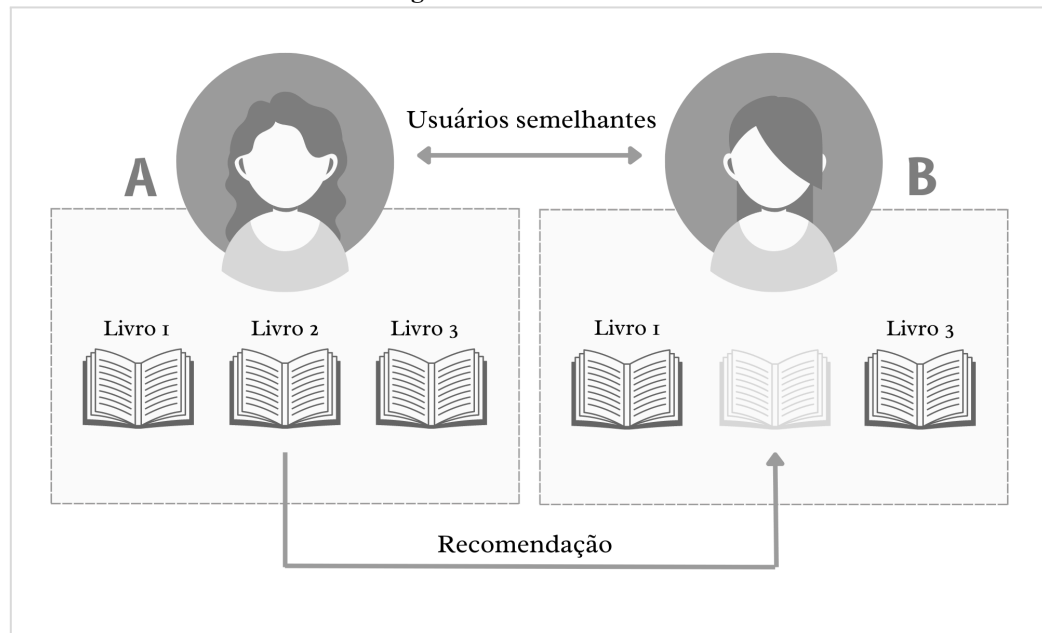 Usuários semelhantes
A
B
Livro 1
Livro 2
Livro 3
Livro 1
Livro 3
Recomendação